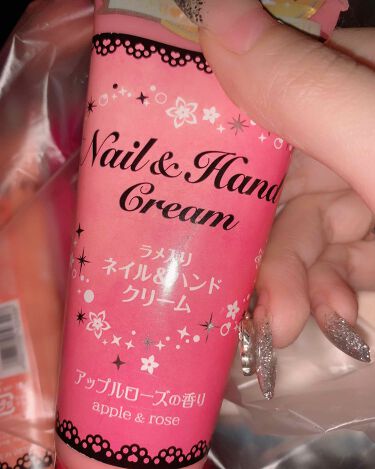 Nail & Hand
Cream
ラメ入り
ネイル&ハンド
クリーム
アップルローズの香り
apple & rose